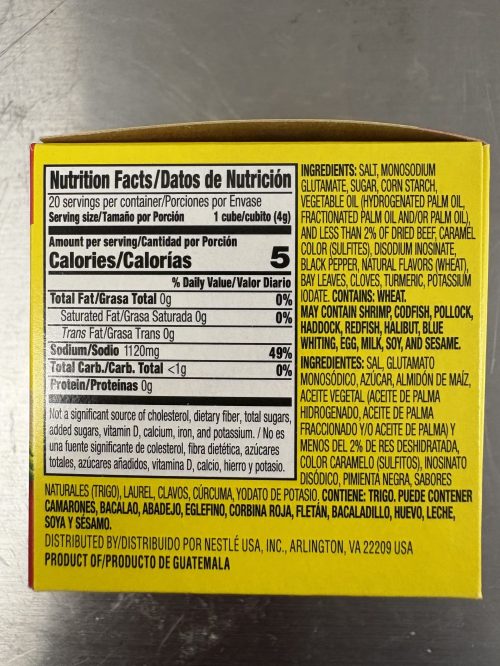 Nutrition Facts/Datos de Nutrición
20 servings per container/Porciones por Envase
Serving size/Tamaño por Porción 1 cube/cubito (4g)
Amount per serving/Cantidad por Porción
Calories/Calorías 5
% Daily Value/Valor Diario
Total Fat/Grasa Total 0g 0%
Saturated Fat/Grasa Saturada 0g 0%
Trans Fat/Grasa Trans 0g
Sodium/Sodio 1120mg 49%
Total Carb./Carb. Total <1g 0%
Protein/Proteínas 0g
Not a significant source of cholesterol, dietary fiber, total sugars,
added sugars, vitamin D, calcium, iron, and potassium. / No es
una fuente significante de colesterol, fibra dietética, azúcares
totales, azúcares añadidos, vitamina D, calcio, hierro y potasio.
INGREDIENTS: SALT, MONOSODIUM
GLUTAMATE, SUGAR, CORN STARCH,
VEGETABLE OIL (HYDROGENATED PALM OIL,
FRACTIONATED PALM OIL AND/OR PALM OIL),
AND LESS THAN 2% OF DRIED BEEF, CARAMEL
COLOR (SULFITES), DISODIUM INOSINATE,
BLACK PEPPER, NATURAL FLAVORS (WHEAT),
BAY LEAVES, CLOVES, TURMERIC, POTASSIUM
IODATE. CONTAINS: WHEAT.
MAY CONTAIN SHRIMP, CODFISH, POLLOCK,
HADDOCK, REDFISH, HALIBUT, BLUE
WHITING, EGG, MILK, SOY, AND SESAME.
INGREDIENTES: SAL, GLUTAMATO
MONOSÓDICO, AZÚCAR, ALMIDÓN DE MAÍZ,
ACEITE VEGETAL (ACEITE DE PALMA
HIDROGENADO, ACEITE DE PALMA
FRACCIONADO Y/O ACEITE DE PALMA) Y
MENOS DEL 2% DE RES DESHIDRATADA,
COLOR CARAMELO (SULFITOS), INOSINATO
DISÓDICO, PIMIENTA NEGRA, SABORES
NATURALES (TRIGO), LAUREL, CLAVOS, CÚRCUMA, YODATO DE POTASIO. CONTIENE: TRIGO. PUEDE CONTENER
CAMARONES, BACALAO, ABADEJO, EGLEFINO, CORBINA ROJA, FLETÁN, BACALADILLO, HUEVO, LECHE,
SOYA Y SÉSAMO.
DISTRIBUTED BY/DISTRIBUIDO POR NESTLÉ USA, INC., ARLINGTON, VA 22209 USA
PRODUCT OF/PRODUCTO DE GUATEMALA